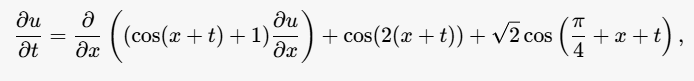 ∂u/∂t = ∂/∂x ((cos(x + t) + 1) ∂u/∂x) + cos(2(x + t)) + √2 cos (π/4 + x + t) ,